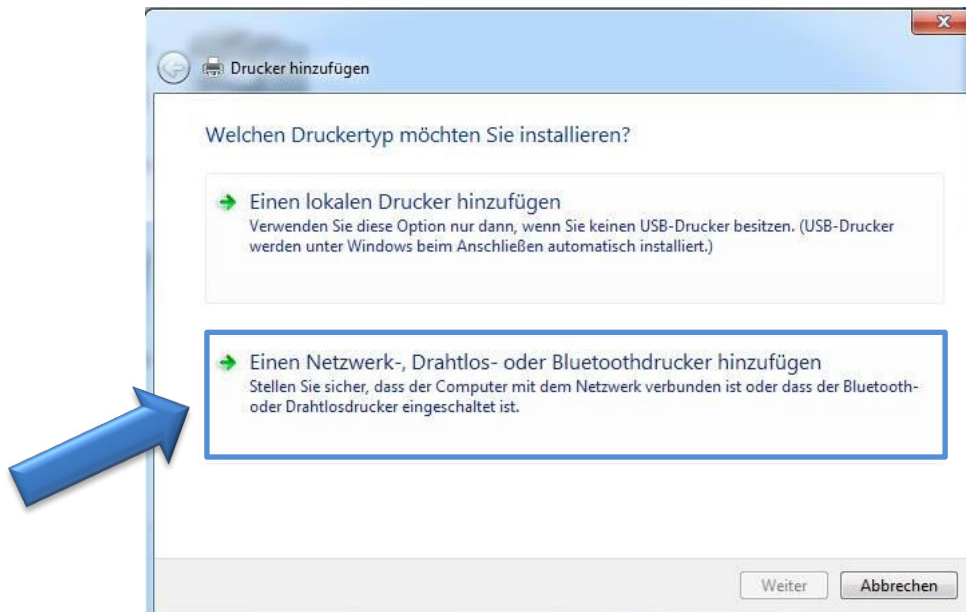 Drucker hinzufügen
Welchen Druckertyp möchten Sie installieren?
Einen lokalen Drucker hinzufügen
Verwenden Sie diese Option nur dann, wenn Sie keinen USB-Drucker besitzen. (USB-Drucker
werden unter Windows beim Anschließen automatisch installiert.)
Einen Netzwerk-, Drahtlos- oder Bluetoothdrucker hinzufügen
Stellen Sie sicher, dass der Computer mit dem Netzwerk verbunden ist oder dass der Bluetooth-
oder Drahtlosdrucker eingeschaltet ist.
Weiter Abbrechen